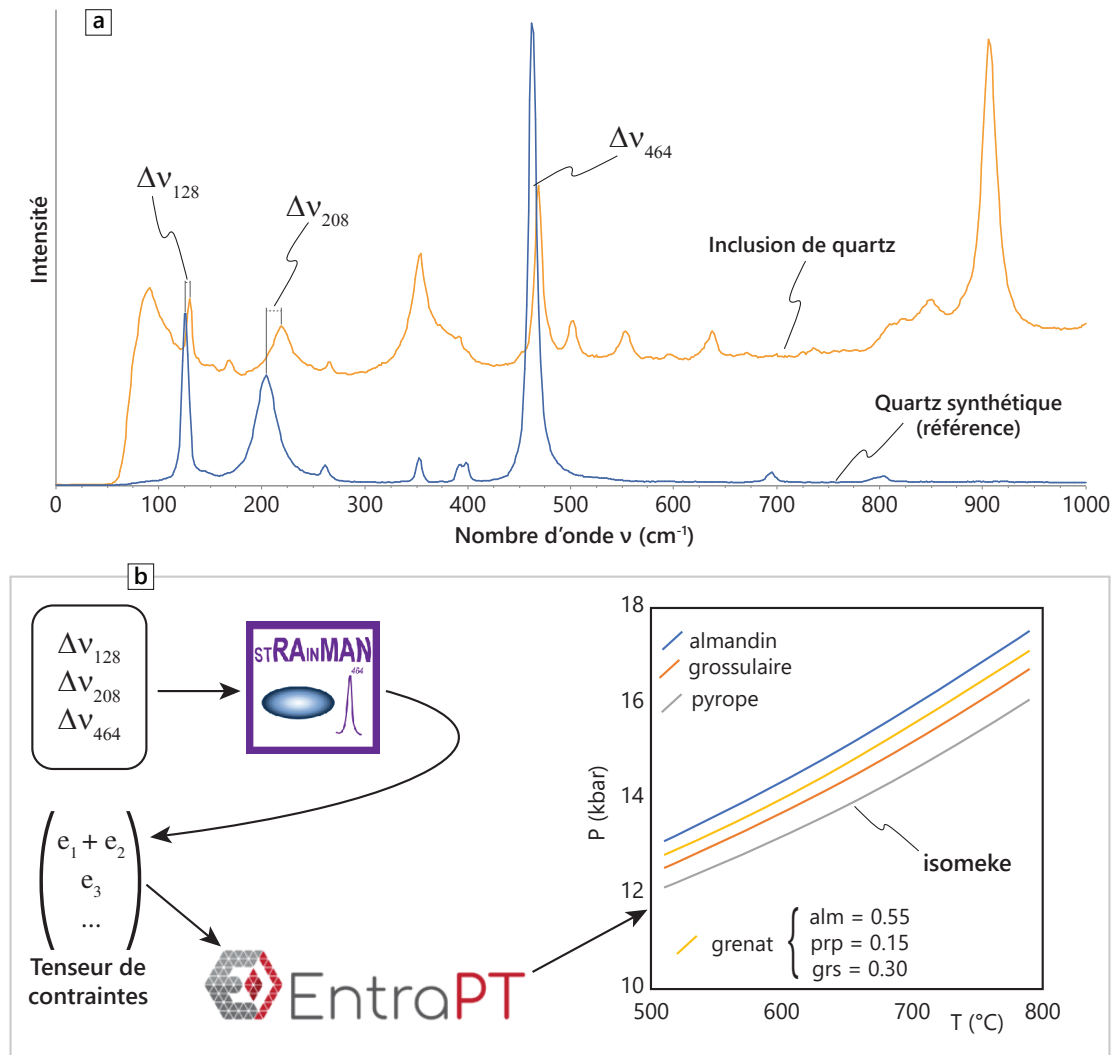 a
Δν128
Δν208
Δν464
Intensité
Inclusion de quartz
Quartz synthétique
(référence)
0
100
200
250
300
350
400
450
500
600
700
800
900
1000
Nombre d'onde ν (cm-1)
b
Δν128
Δν208
Δν464
STRAINMAN
464
e1 + e2
e3
...
Tenseur de
contraintes
EntraPT
18
16
14
12
10
P (kbar)
almandin
grossulaire
pyrope
isomeke
grenat
alm = 0.55
prp = 0.15
grs = 0.30
500
600
700
800
T (°C)